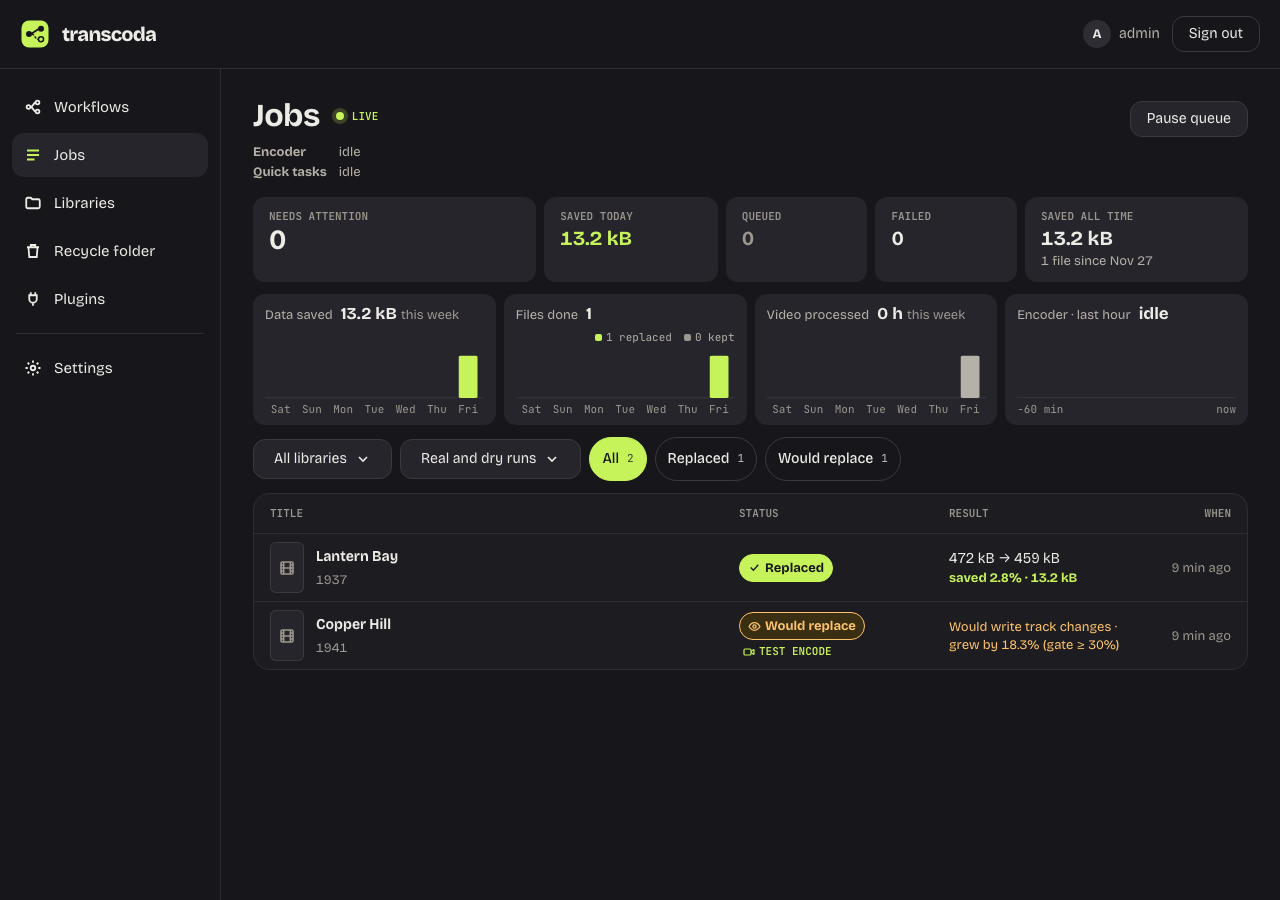 transcoda
A admin Sign out
Workflows
Jobs
Libraries
Recycle folder
Plugins
Settings
Jobs LIVE
Pause queue
Encoder idle
Quick tasks idle
NEEDS ATTENTION
0
SAVED TODAY
13.2 kB
QUEUED
0
FAILED
0
SAVED ALL TIME
13.2 kB
1 file since Nov 27
Data saved 13.2 kB this week
Sat Sun Mon Tue Wed Thu Fri
Files done 1
1 replaced 0 kept
Sat Sun Mon Tue Wed Thu Fri
Video processed 0 h this week
Sat Sun Mon Tue Wed Thu Fri
Encoder · last hour idle
-60 min now
All libraries Real and dry runs All 2 Replaced 1 Would replace 1
TITLE STATUS RESULT WHEN
Lantern Bay
1937
Replaced
472 kB → 459 kB
saved 2.8% · 13.2 kB
9 min ago
Copper Hill
1941
Would replace
TEST ENCODE
Would write track changes ·
grew by 18.3% (gate ≥ 30%)
9 min ago